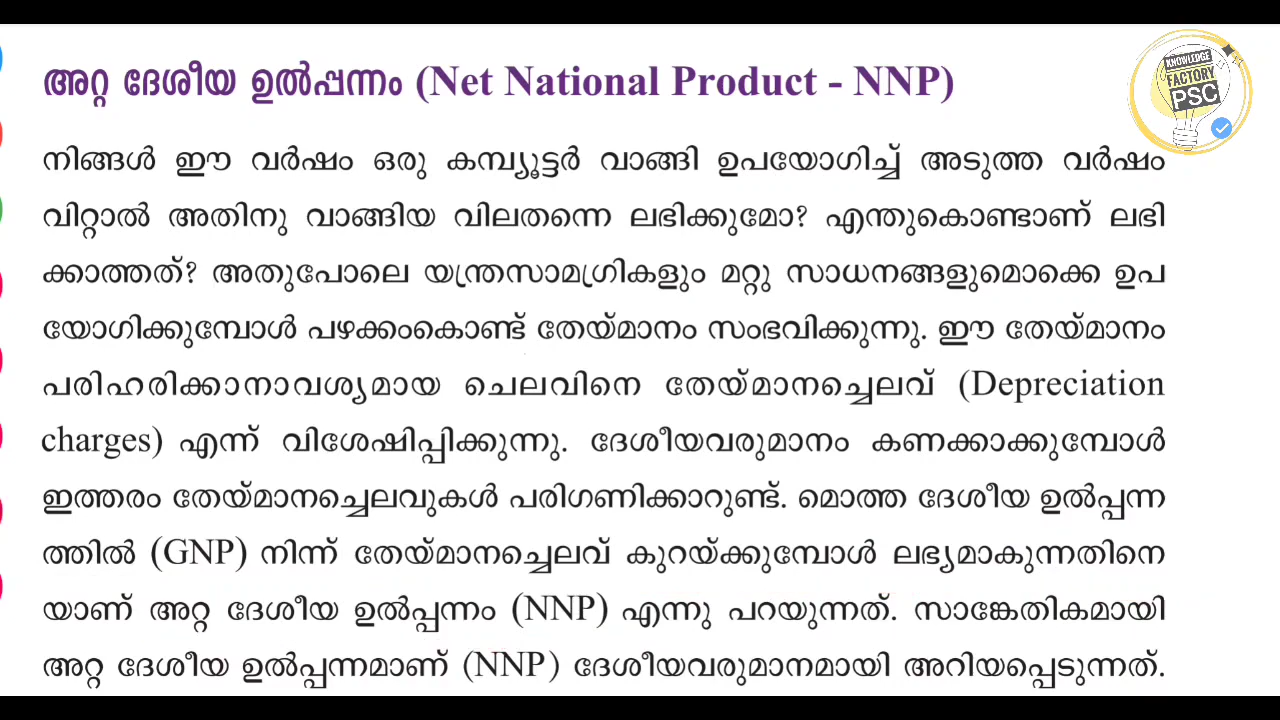 അറ്റ ദേശീയ ഉൽപ്പന്നം (Net National Product - NNP)
KNOWLEDGE
FACTORY
PSC
നിങ്ങൾ ഈ വർഷം ഒരു കമ്പ്യൂട്ടർ വാങ്ങി ഉപയോഗിച്ച് അടുത്ത വർഷം
വിറ്റാൽ അതിനു വാങ്ങിയ വിലതന്നെ ലഭിക്കുമോ? എന്തുകൊണ്ടാണ് ലഭി
ക്കാത്തത്? അതുപോലെ യന്ത്രസാമഗ്രികളും മറ്റു സാധനങ്ങളുമൊക്കെ ഉപ
യോഗിക്കുമ്പോൾ പഴക്കംകൊണ്ട് തേയ്മാനം സംഭവിക്കുന്നു. ഈ തേയ്മാനം
പരിഹരിക്കാനാവശ്യമായ ചെലവിനെ തേയ്മാനച്ചെലവ് (Depreciation
charges) എന്ന് വിശേഷിപ്പിക്കുന്നു. ദേശീയവരുമാനം കണക്കാക്കുമ്പോൾ
ഇത്തരം തേയ്മാനച്ചെലവുകൾ പരിഗണിക്കാറുണ്ട്. മൊത്ത ദേശീയ ഉൽപ്പന്ന
ത്തിൽ (GNP) നിന്ന് തേയ്മാനച്ചെലവ് കുറയ്ക്കുമ്പോൾ ലഭ്യമാകുന്നതിനെ
യാണ് അറ്റ ദേശീയ ഉൽപ്പന്നം (NNP) എന്നു പറയുന്നത്. സാങ്കേതികമായി
അറ്റ ദേശീയ ഉൽപ്പന്നമാണ് (NNP) ദേശീയവരുമാനമായി അറിയപ്പെടുന്നത്.